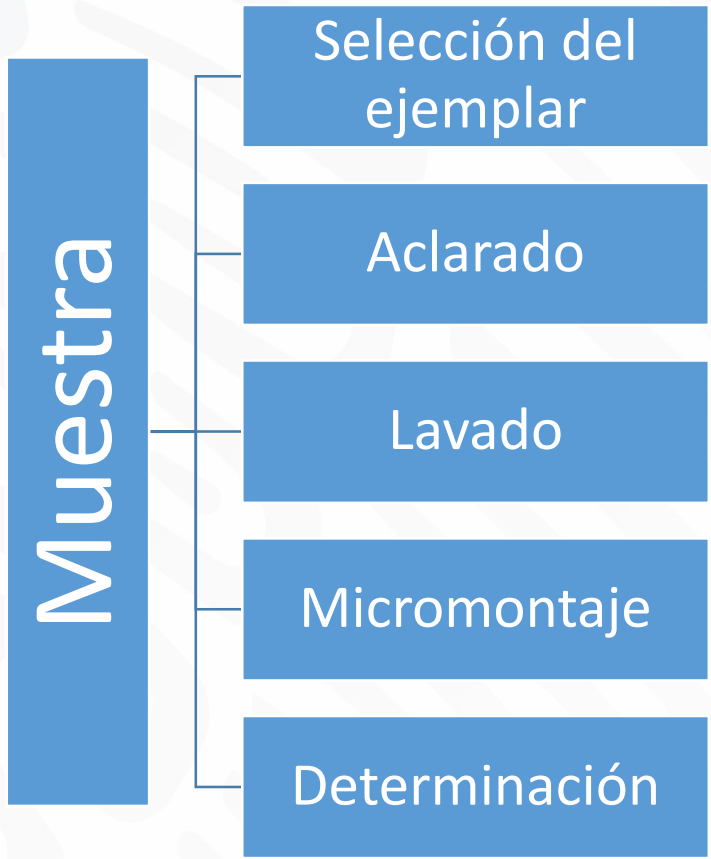 Muestra
Selección del
ejemplar
Aclarado
Lavado
Micromontaje
Determinación